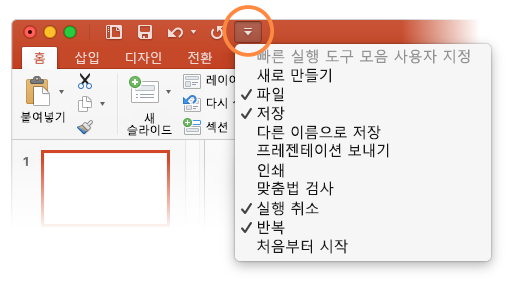 홈 삽입 디자인 전환
붙여넣기
새
슬라이드
레이아
다시
섹션
1
빠른 실행 도구 모음 사용자 지정
새로 만들기
파일
저장
다른 이름으로 저장
프레젠테이션 보내기
인쇄
맞춤법 검사
실행 취소
반복
처음부터 시작